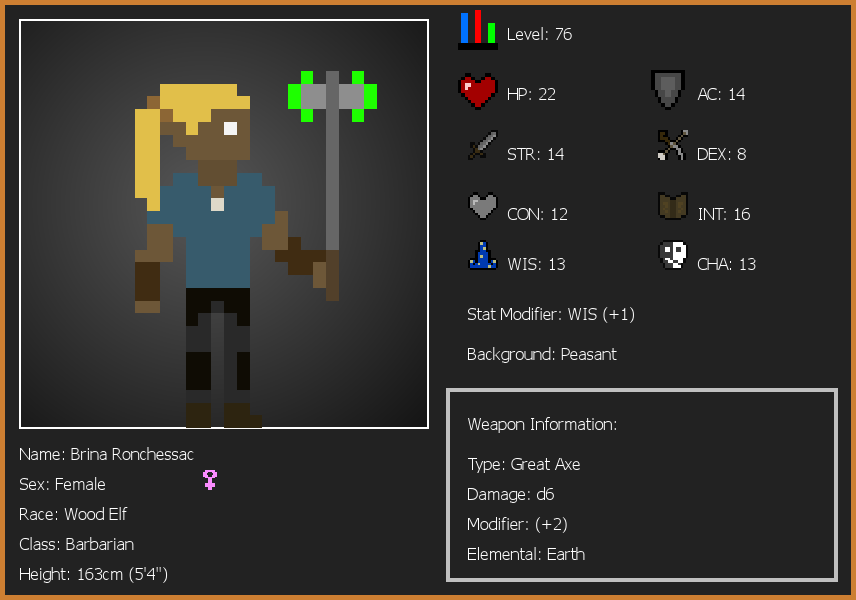 Level: 76
HP: 22
AC: 14
STR: 14
DEX: 8
CON: 12
INT: 16
WIS: 13
CHA: 13
Stat Modifier: WIS (+1)
Background: Peasant
Weapon Information:
Type: Great Axe
Damage: d6
Modifier: (+2)
Elemental: Earth
Name: Brina Ronchessac
Sex: Female
Race: Wood Elf
Class: Barbarian
Height: 163cm (5'4")